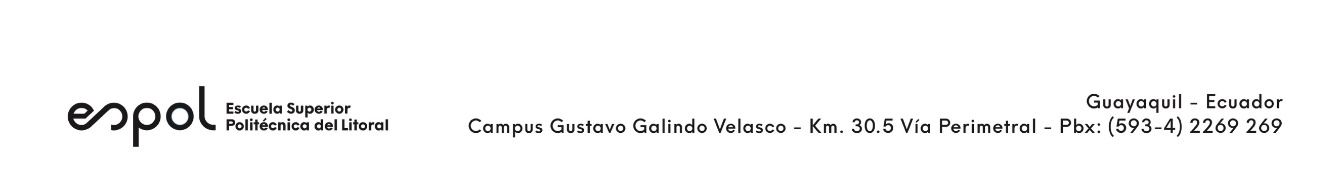 espol
Escuela Superior
Politécnica del Litoral
Guayaquil - Ecuador
Campus Gustavo Galindo Velasco - Km. 30.5 Vía Perimetral - Pbx: (593-4) 2269 269